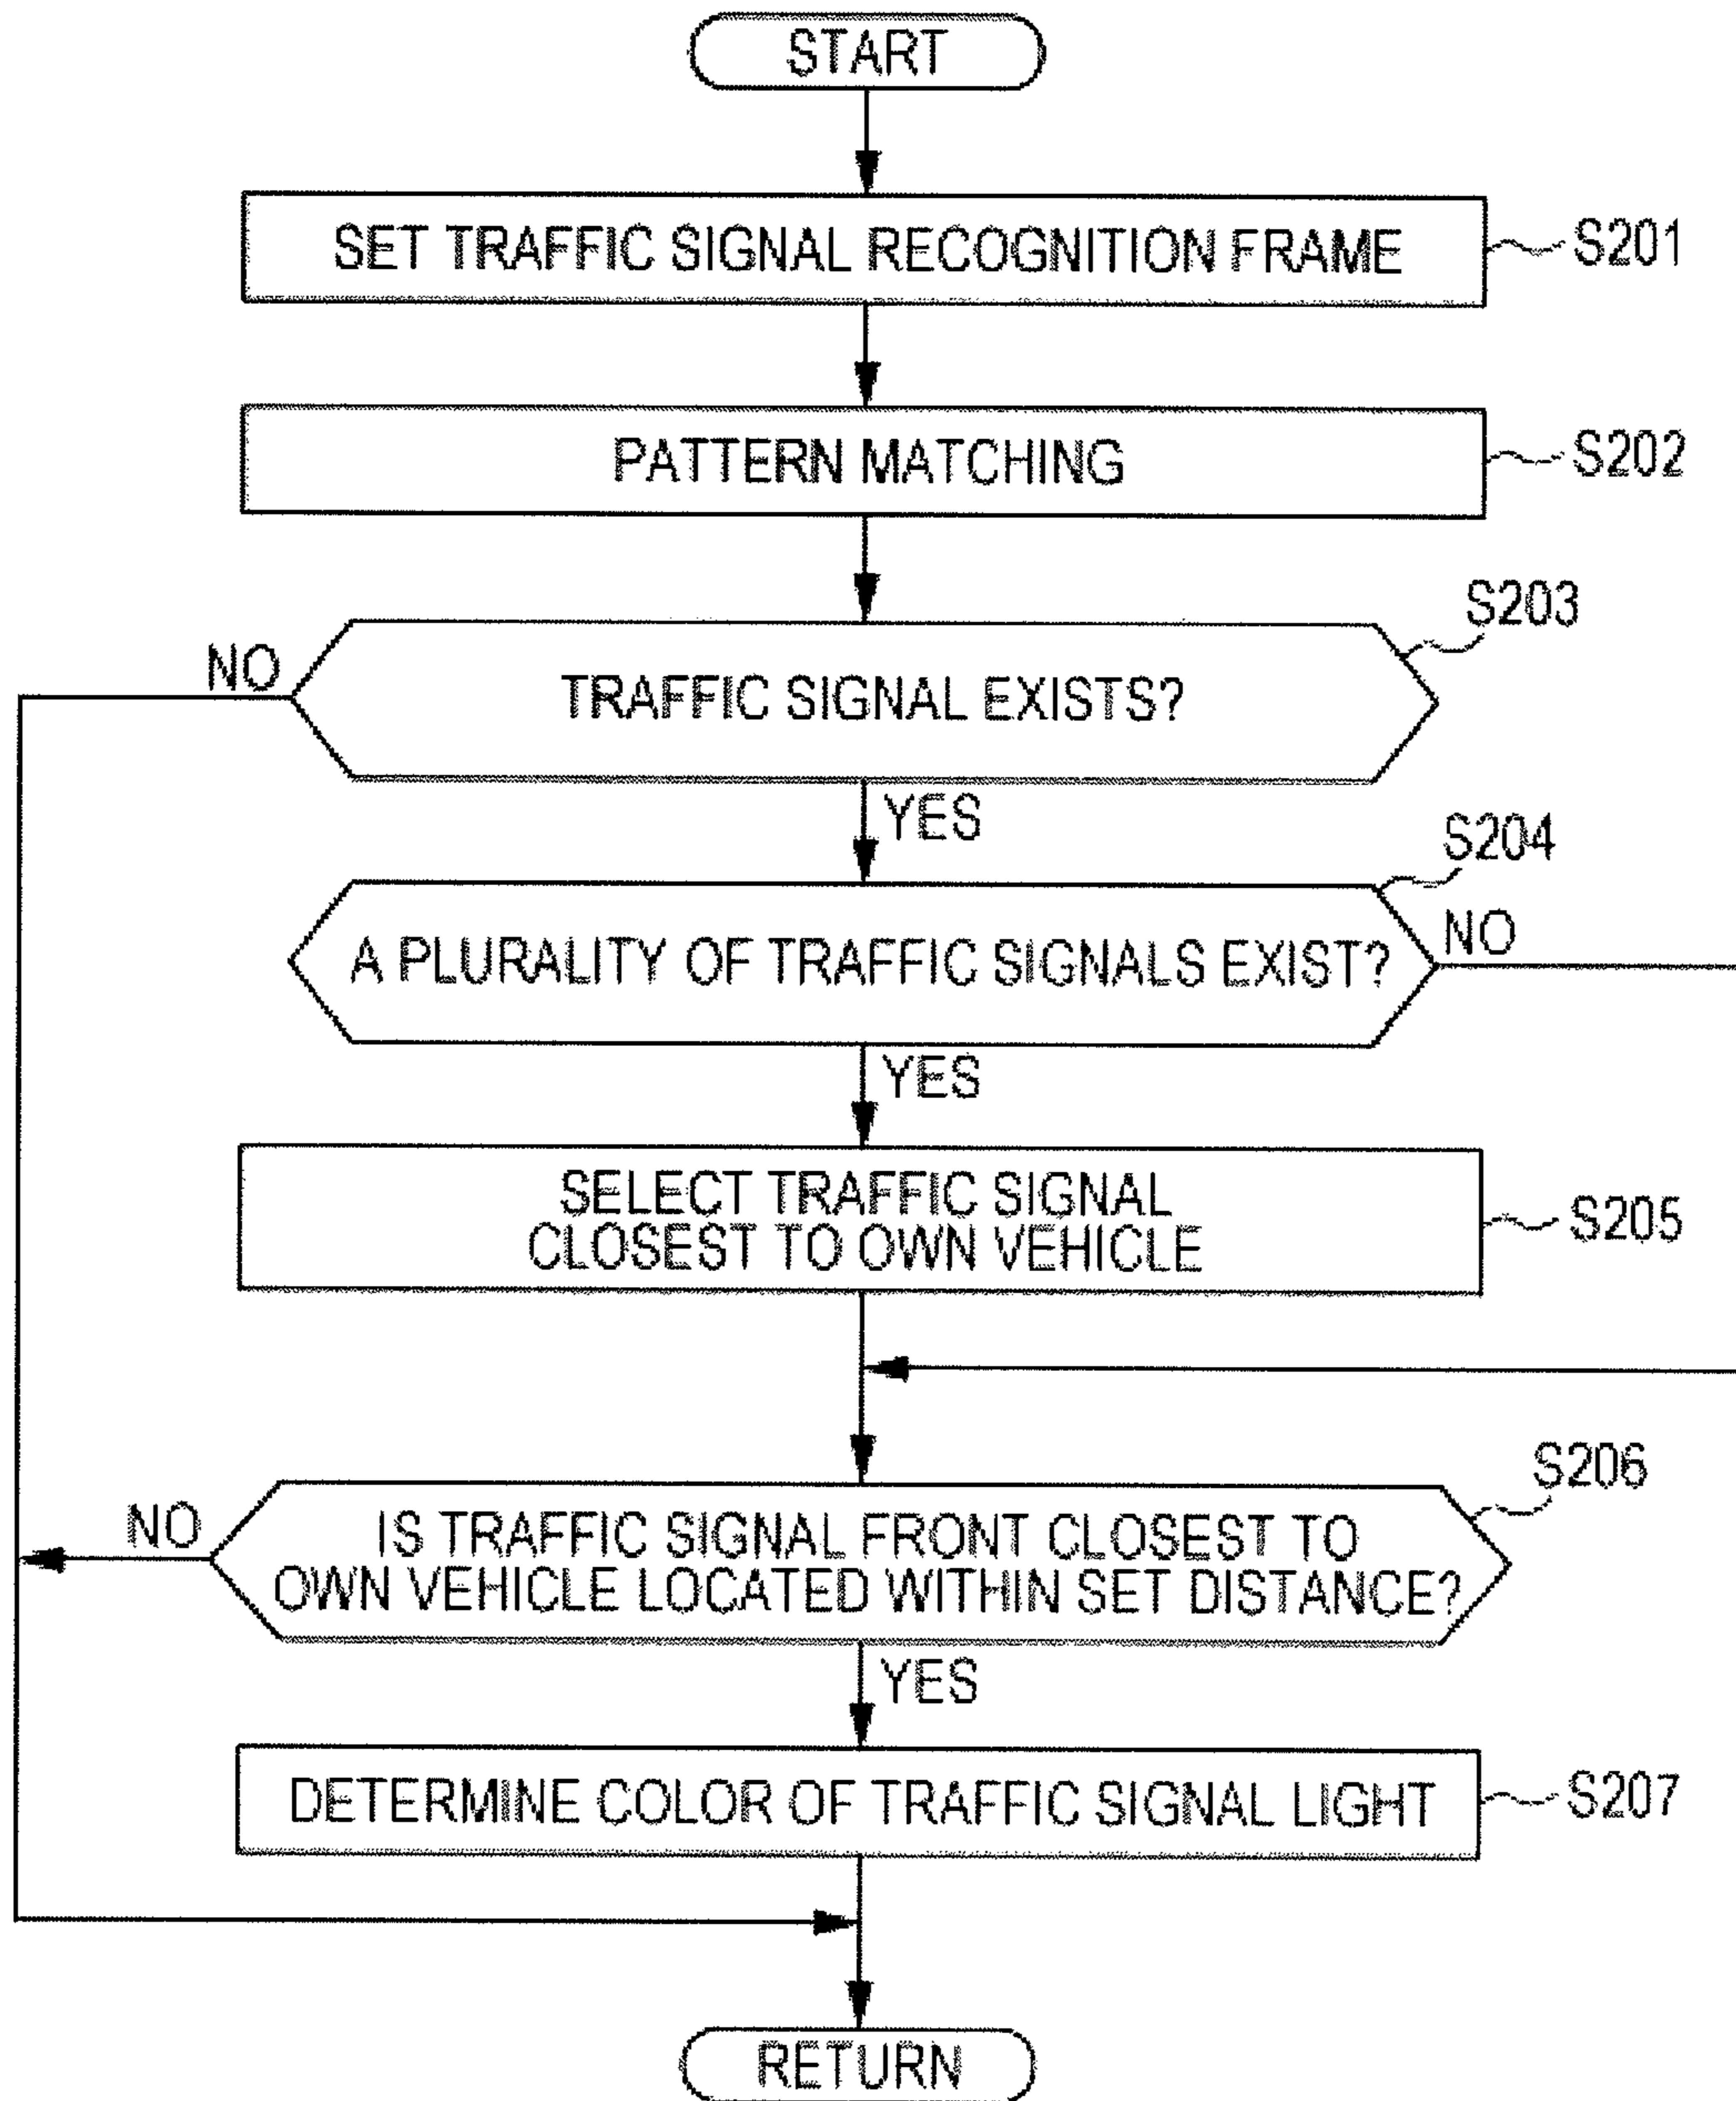 START
SET TRAFFIC SIGNAL RECOGNITION FRAME
S201
PATTERN MATCHING
S202
S203
NO
TRAFFIC SIGNAL EXISTS?
YES
S204
A PLURALITY OF TRAFFIC SIGNALS EXIST?
NO
YES
SELECT TRAFFIC SIGNAL
CLOSEST TO OWN VEHICLE
S205
S206
NO
IS TRAFFIC SIGNAL FRONT CLOSEST TO
OWN VEHICLE LOCATED WITHIN SET DISTANCE?
YES
DETERMINE COLOR OF TRAFFIC SIGNAL LIGHT
S207
RETURN